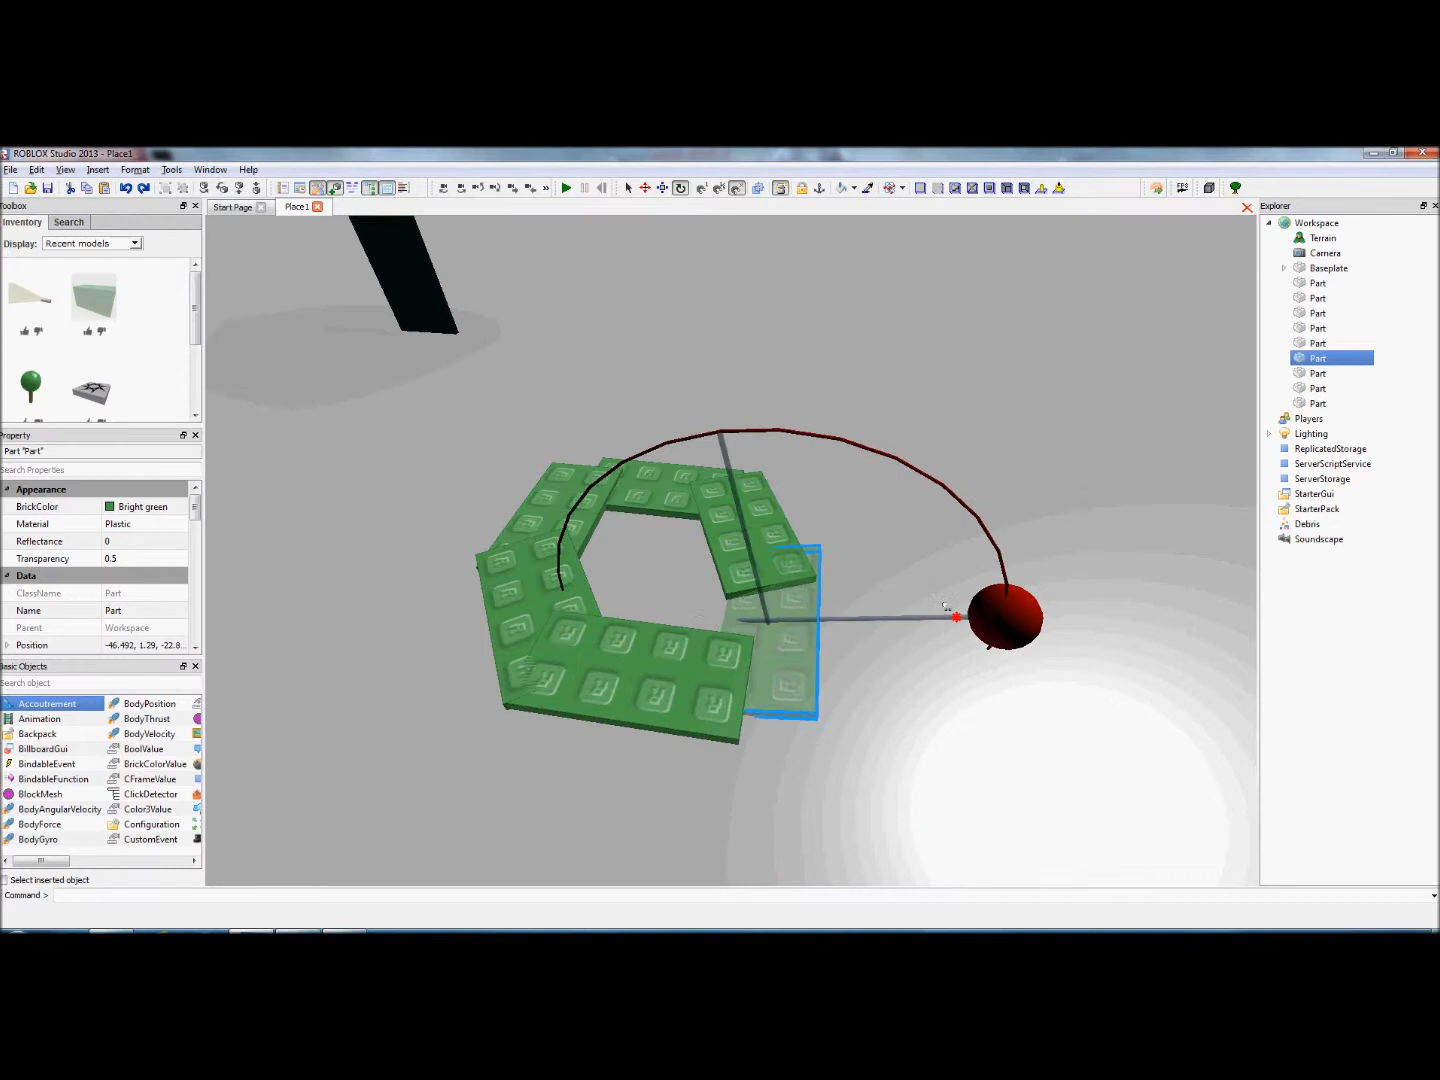 ROBLOX Studio 2013 - Place1
File Edit View Insert Format Tools Window Help
Toolbox
Start Page Place1
Explorer
Inventory Search
Display: Recent models
Workspace
Terrain
Camera
Baseplate
Part
Part
Part
Part
Part
Part
Part
Part
Part
Players
Lighting
ReplicatedStorage
ServerScriptService
ServerStorage
StarterGui
StarterPack
Debris
Soundscape
Property
Part "Part"
Search Properties
Appearance
BrickColor Bright green
Material Plastic
Reflectance 0
Transparency 0.5
Data
ClassName Part
Name Part
Parent Workspace
Position -46.492, 1.29, -22.8...
Basic Objects
Search object
Accoutrement BodyPosition
Animation BodyThrust
Backpack BodyVelocity
BillboardGui BoolValue
BindableEvent BrickColorValue
BindableFunction CFrameValue
BlockMesh ClickDetector
BodyAngularVelocity Color3Value
BodyForce Configuration
BodyGyro CustomEvent
Select inserted object
Command >